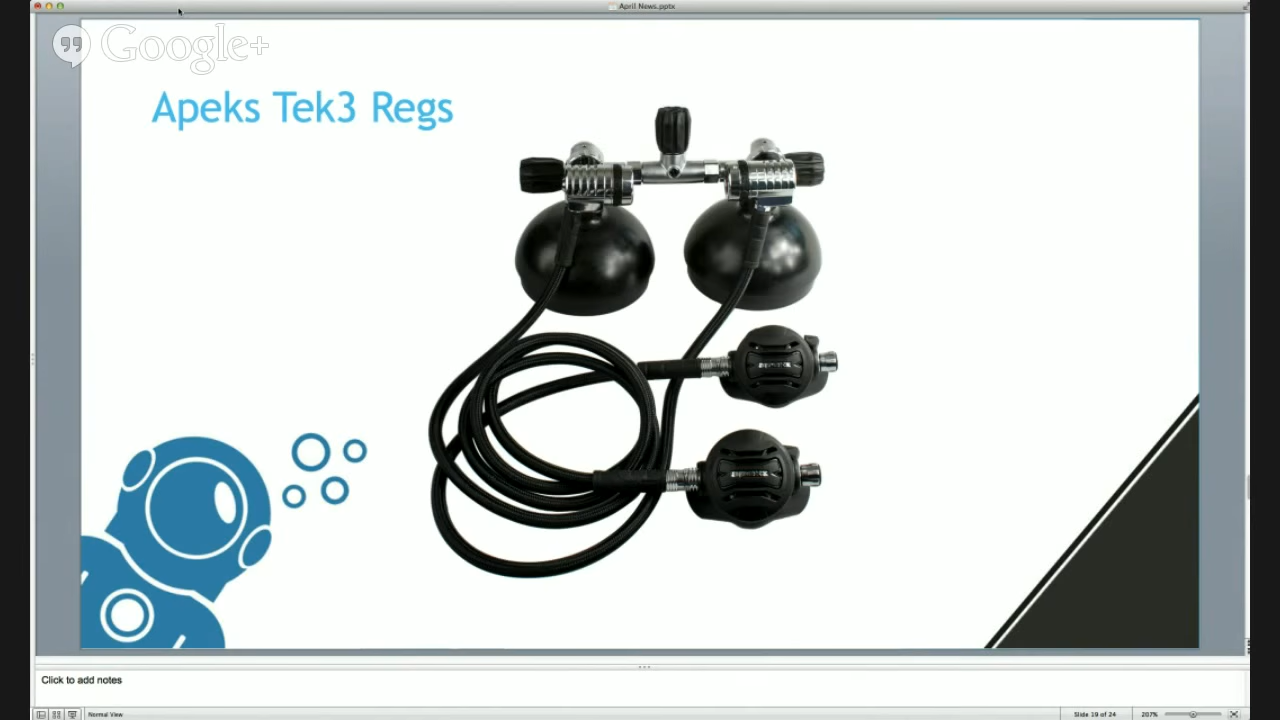 April News.pptx
Google+
Apeks Tek3 Regs
Click to add notes
Normal View
Slide 19 of 24
207%